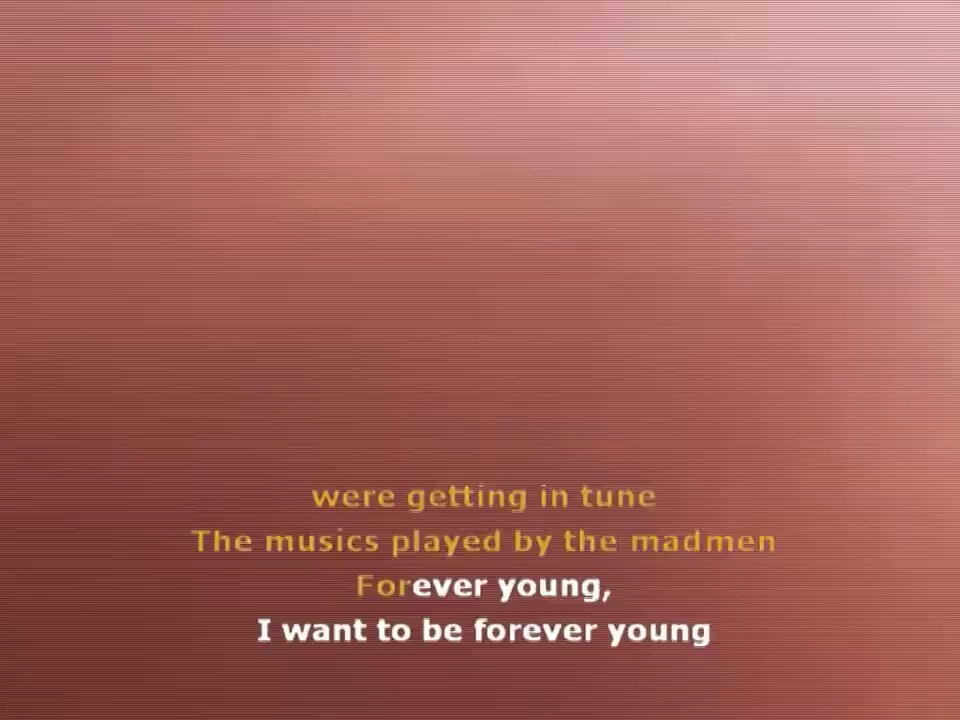 were getting in tune
The musics played by the madmen
Forever young,
I want to be forever young